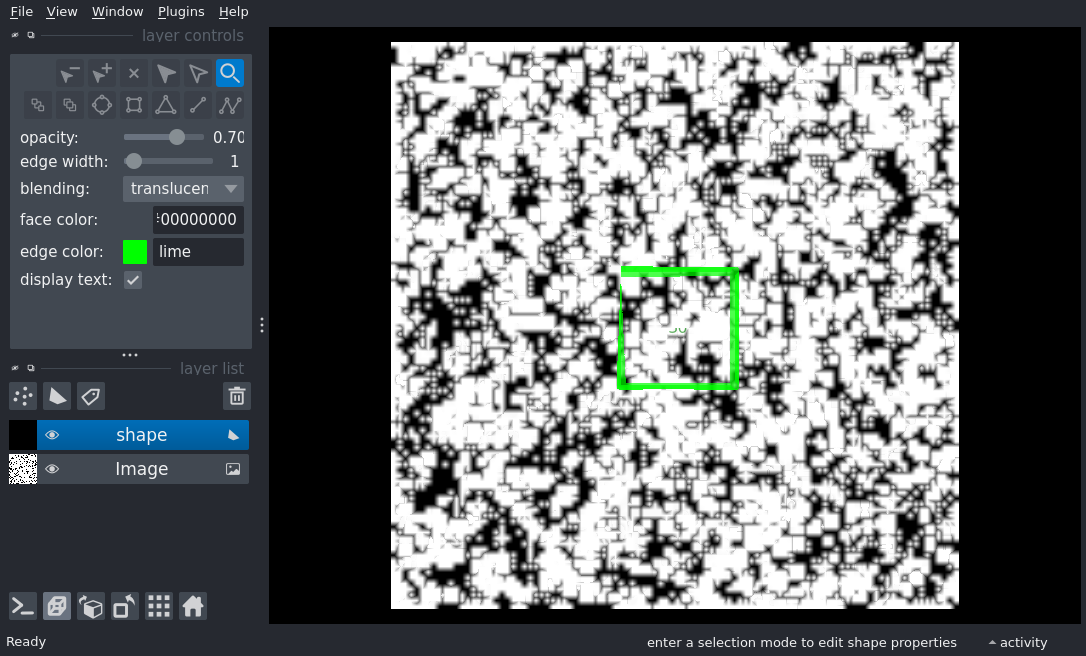 File View Window Plugins Help
layer controls
opacity: 0.70
edge width: 1
blending: translucen
face color: 00000000
edge color: lime
display text:
layer list
shape
Image
Ready
enter a selection mode to edit shape properties
activity